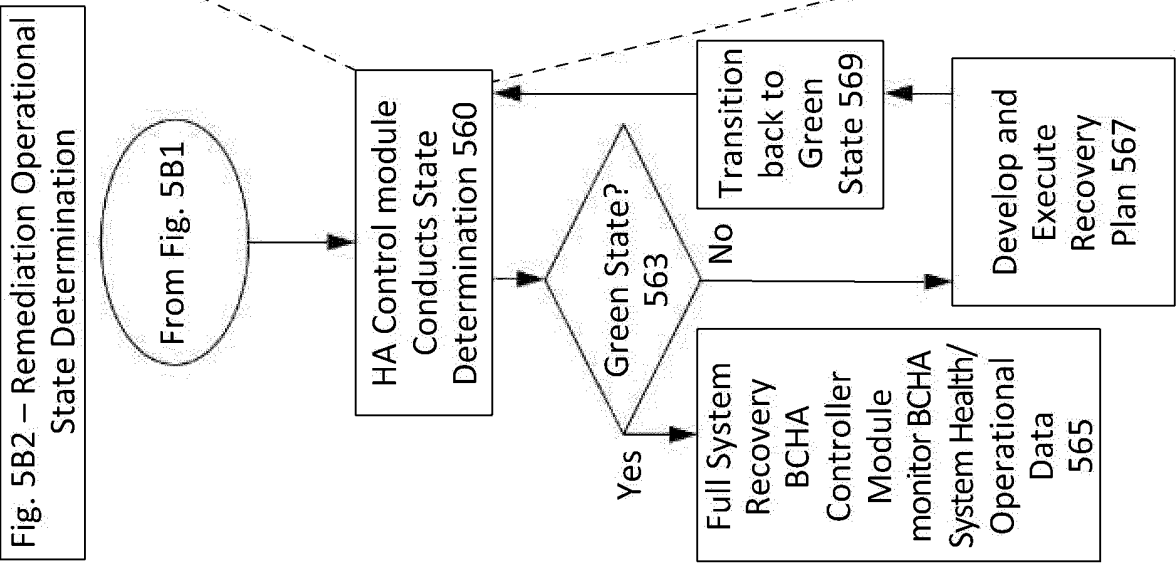 Fig. 5B2 – Remediation Operational
State Determination
From Fig. 5B1
HA Control module
Conducts State
Determination 560
Green State?
563
Yes
No
Full System
Recovery
BCHA
Controller
Module
monitor BCHA
System Health/
Operational
Data
565
Transition
back to
Green
State 569
Develop and
Execute
Recovery
Plan 567